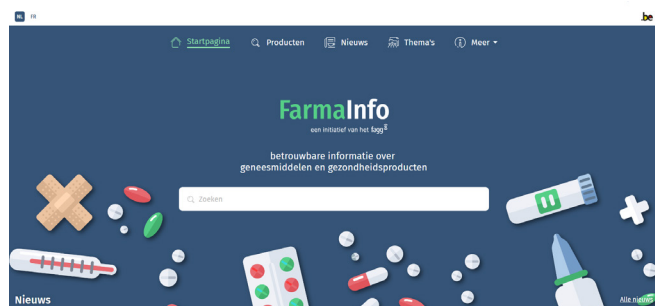 NL FR
.be
Startpagina Producten Nieuws Thema's Meer
FarmaInfo
een initiatief van het fagg
betrouwbare informatie over
geneesmiddelen en gezondheidsproducten
Zoeken
Nieuws
Alle nieuws